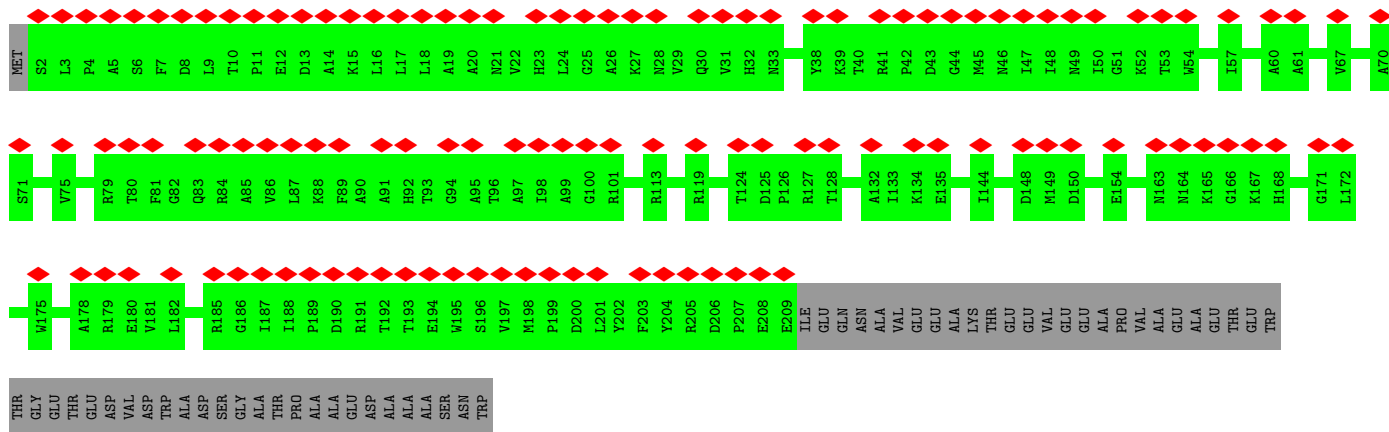 MET S2 L3 P4 A5 S6 F7 D8 L9 T10 P11 E12 D13 A14 K15 L16 L17 L18 A19 A20 N21 V22 H23 L24 G25 A26 K27 N28 V29 Q30 V31 H32 N33 Y38 K39 T40 R41 P42 D43 G44 M45 N46 I47 I48 N49 I50 G51 K52 T53 W54 I57 A60 A61 V67 A70
S71 V75 R79 T80 F81 G82 Q83 R84 A85 V86 L87 K88 F89 A90 A91 H92 T93 G94 A95 T96 A97 I98 A99 G100 R101 R113 R119 T124 D125 P126 R127 T128 A132 I133 K134 E135 I144 D148 M149 D150 E154 N163 N164 K165 G166 K167 H168 G171 L172
W175 A178 R179 E180 V181 L182 R185 G186 I187 I188 P189 D190 R191 T192 T193 E194 W195 S196 V197 M198 P199 D200 L201 Y202 F203 Y204 R205 D206 P207 E208 E209 ILE GLU GLN ASN ALA VAL GLU GLU ALA LYS THR GLU GLU VAL GLU GLU ALA PRO VAL ALA GLU ALA GLU THR GLU TRP
THR GLY GLU THR GLU ASP VAL ASP TRP ALA ASP SER GLY ALA THR PRO ALA ALA GLU ASP ALA ALA ALA SER ASN TRP